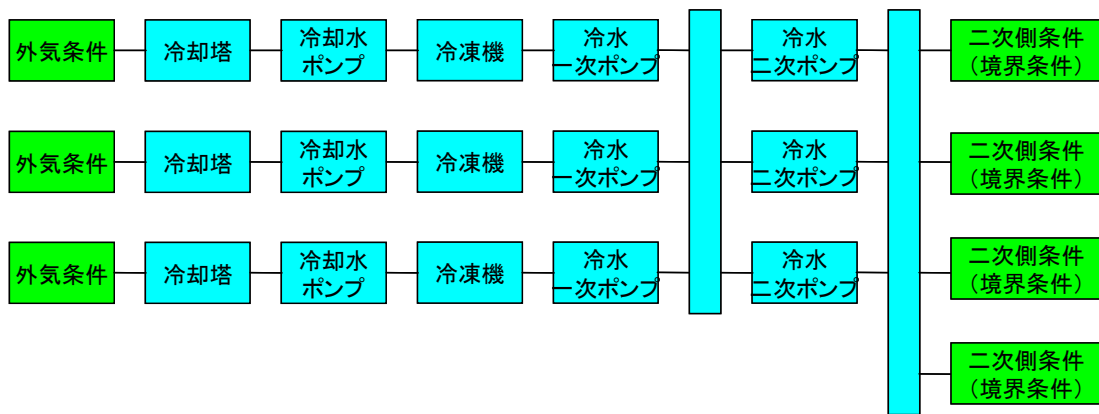 外気条件
冷却塔
冷却水
ポンプ
冷凍機
冷水
一次ポンプ
冷水
二次ポンプ
二次側条件
（境界条件）
外気条件
冷却塔
冷却水
ポンプ
冷凍機
冷水
一次ポンプ
冷水
二次ポンプ
二次側条件
（境界条件）
外気条件
冷却塔
冷却水
ポンプ
冷凍機
冷水
一次ポンプ
冷水
二次ポンプ
二次側条件
（境界条件）
二次側条件
（境界条件）